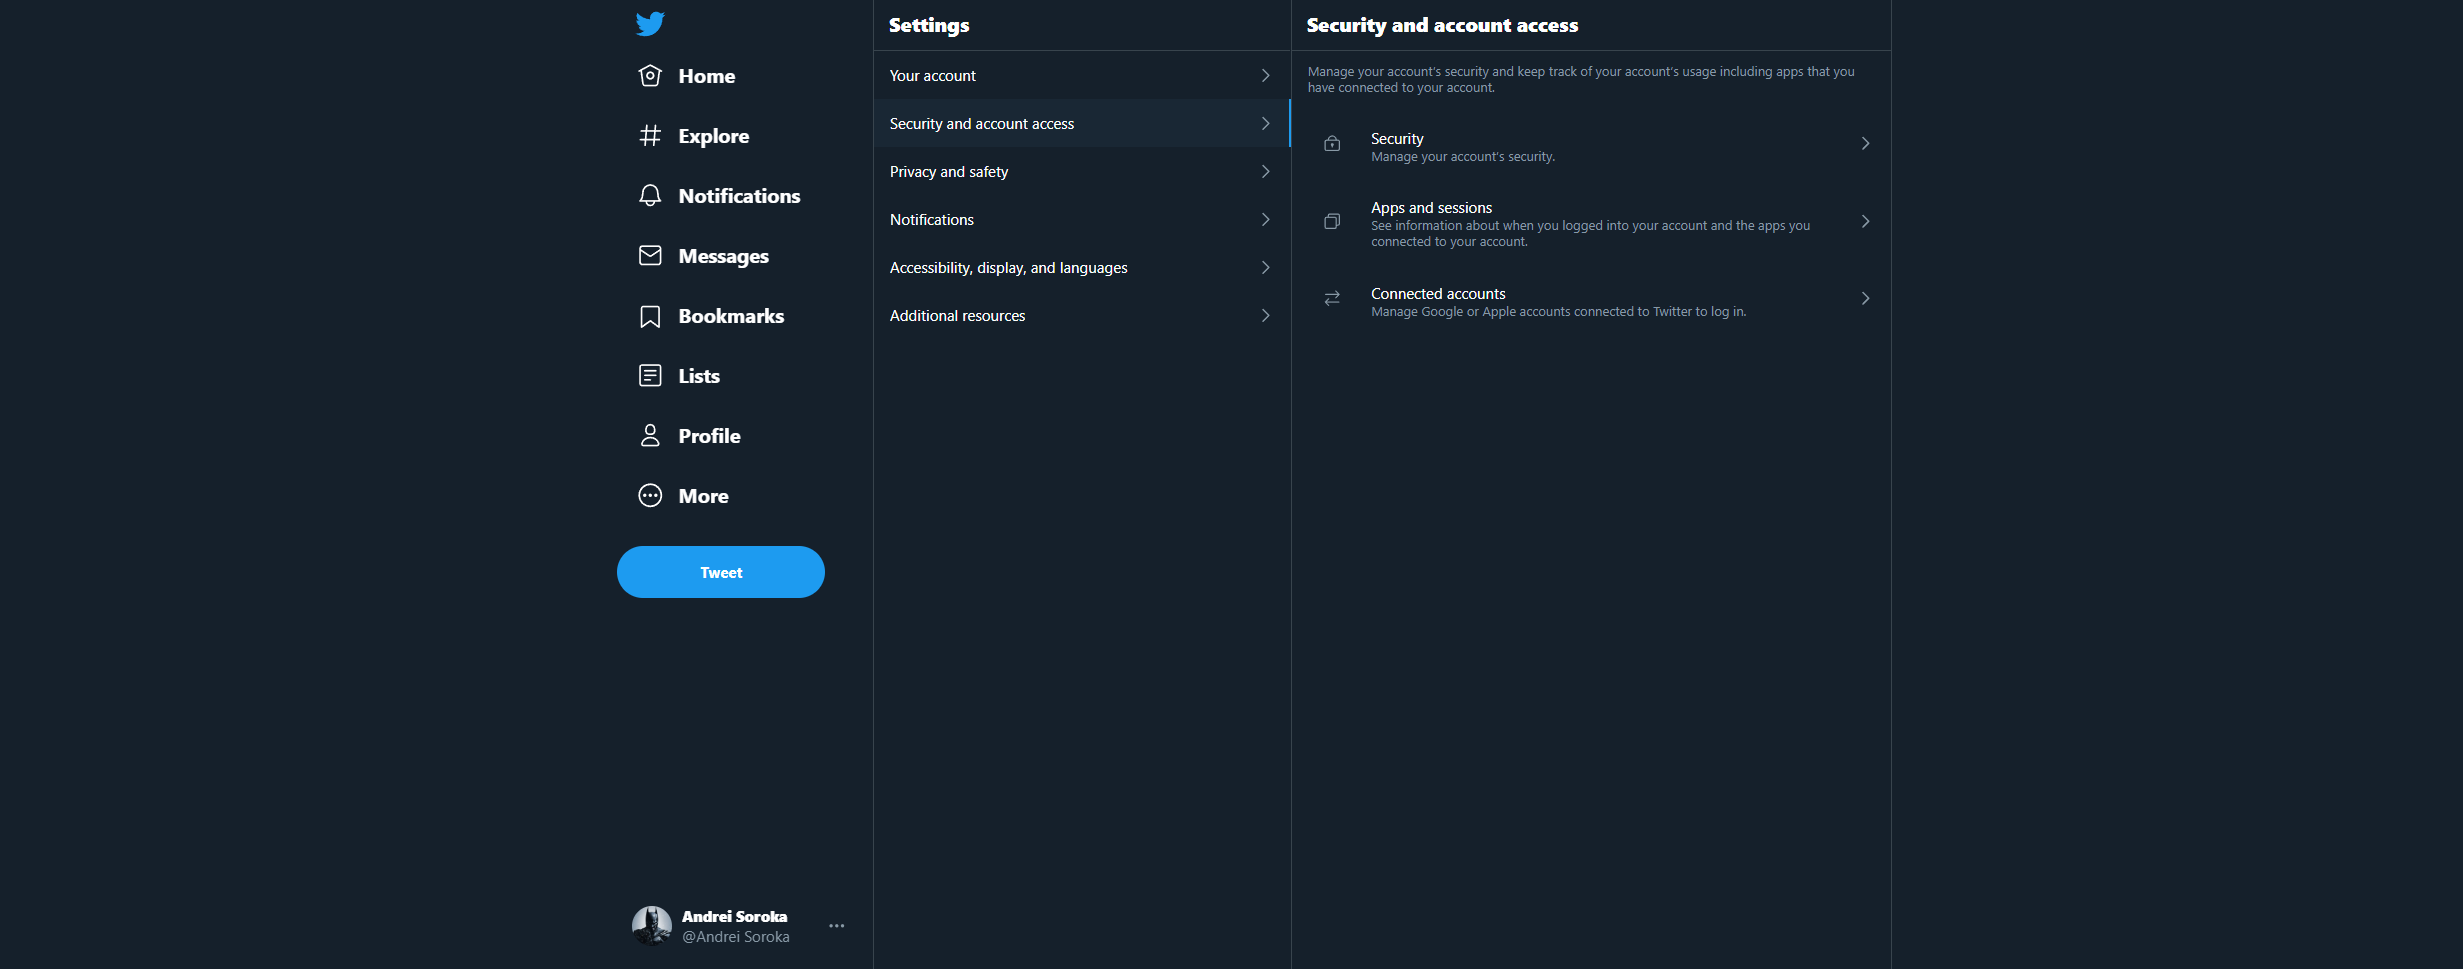 Home
Explore
Notifications
Messages
Bookmarks
Lists
Profile
More
Tweet
Andrei Soroka
@Andrei Soroka
Settings
Your account
Security and account access
Privacy and safety
Notifications
Accessibility, display, and languages
Additional resources
Security and account access
Manage your account's security and keep track of your account's usage including apps that you
have connected to your account.
Security
Manage your account's security.
Apps and sessions
See information about when you logged into your account and the apps you
connected to your account.
Connected accounts
Manage Google or Apple accounts connected to Twitter to log in.